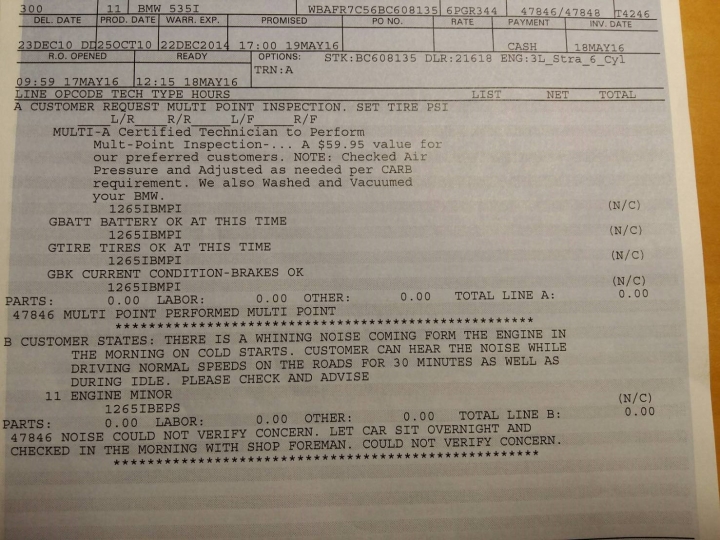 300 11 BMW 535I WBAFR7C56BC608135 6PGR344 47846/47848 T4246
DEL. DATE PROD. DATE WARR. EXP. PROMISED PO NO. RATE PAYMENT INV. DATE
23DEC10 DD 25OCT10 22DEC2014 17:00 19MAY16 CASH 18MAY16
R.O. OPENED READY OPTIONS: STK:BC608135 DLR:21618 ENG:3L_Stra_6_Cyl
TRN:A
09:59 17MAY16 12:15 18MAY16
LINE OPCODE TECH TYPE HOURS LIST NET TOTAL
A CUSTOMER REQUEST MULTI POINT INSPECTION. SET TIRE PSI
____L/R ____R/R ____L/F ____R/F
MULTI-A Certified Technician to Perform
Mult-Point Inspection-... A $59.95 value for
our preferred customers. NOTE: Checked Air
Pressure and Adjusted as needed per CARB
requirement. We also Washed and Vacuumed
your BMW.
1265IBMPI (N/C)
GBATT BATTERY OK AT THIS TIME
1265IBMPI (N/C)
GTIRE TIRES OK AT THIS TIME
1265IBMPI (N/C)
GBK CURRENT CONDITION-BRAKES OK
1265IBMPI (N/C)
PARTS: 0.00 LABOR: 0.00 OTHER: 0.00 TOTAL LINE A: 0.00
47846 MULTI POINT PERFORMED MULTI POINT
****************************************************
B CUSTOMER STATES: THERE IS A WHINING NOISE COMING FORM THE ENGINE IN
THE MORNING ON COLD STARTS. CUSTOMER CAN HEAR THE NOISE WHILE
DRIVING NORMAL SPEEDS ON THE ROADS FOR 30 MINUTES AS WELL AS
DURING IDLE. PLEASE CHECK AND ADVISE
11 ENGINE MINOR
1265IBEPS (N/C)
PARTS: 0.00 LABOR: 0.00 OTHER: 0.00 TOTAL LINE B: 0.00
47846 NOISE COULD NOT VERIFY CONCERN. LET CAR SIT OVERNIGHT AND
CHECKED IN THE MORNING WITH SHOP FOREMAN. COULD NOT VERIFY CONCERN.
****************************************************